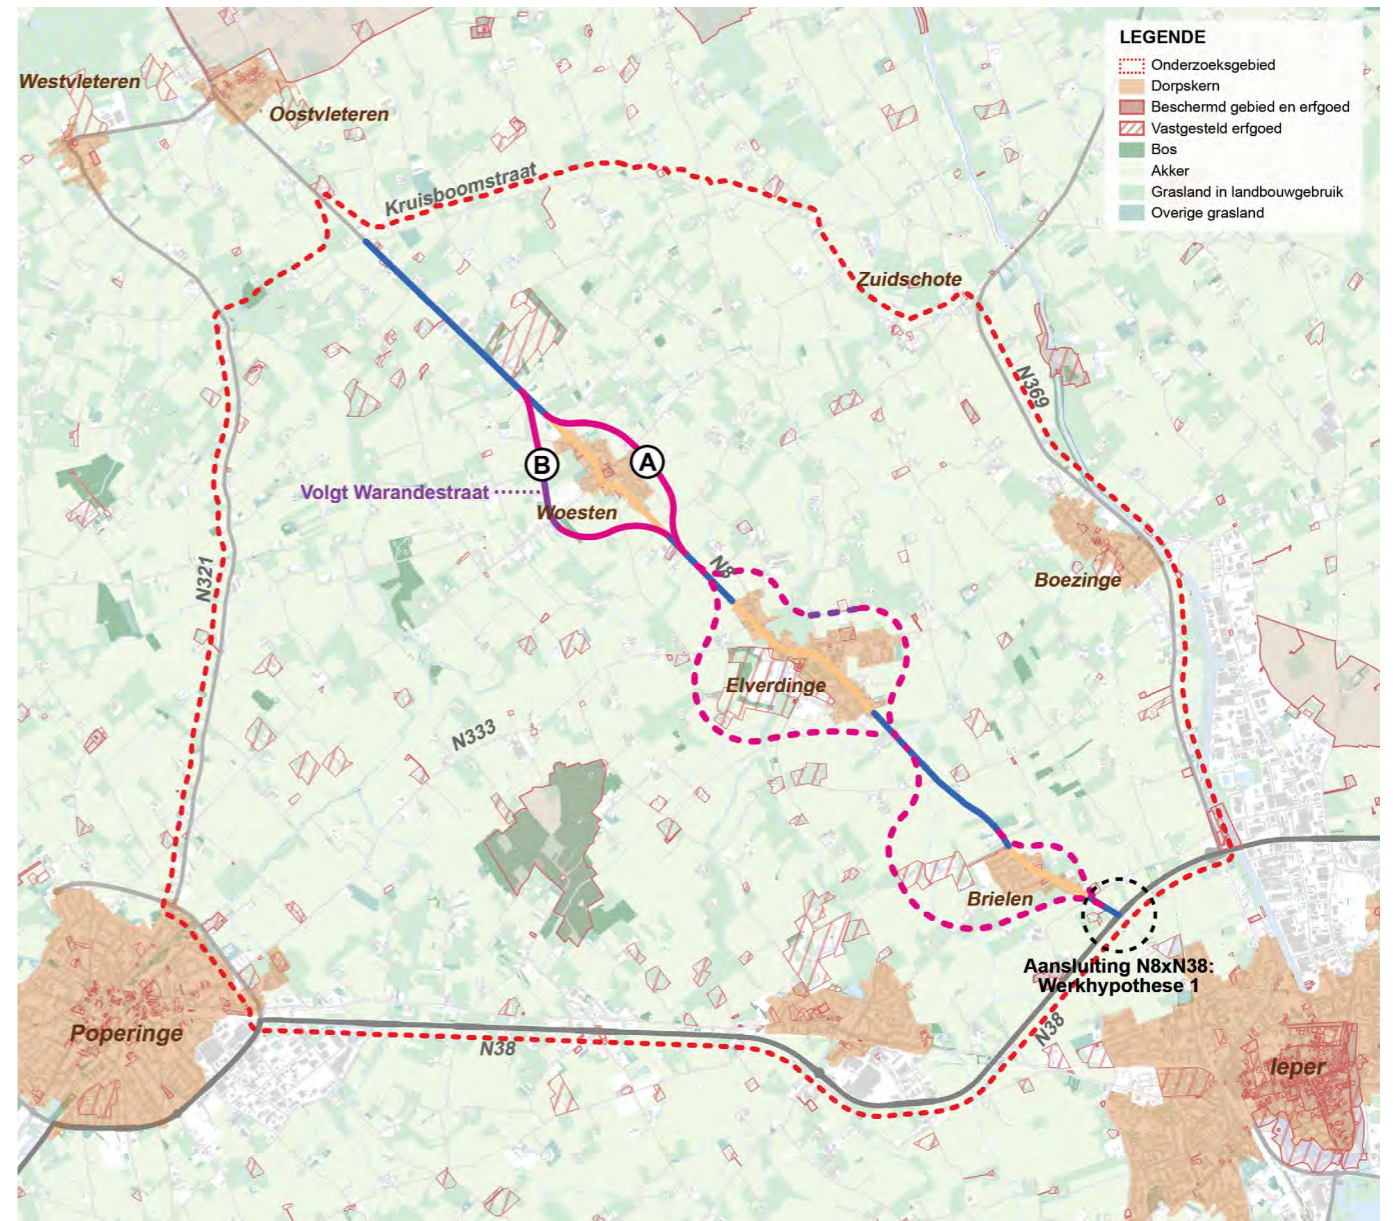 LEGENDE
Onderzoeksgebied
Dorpskern
Beschermd gebied en erfgoed
Vastgesteld erfgoed
Bos
Akker
Grasland in landbouwgebruik
Overige grasland
Westvleteren
Oostvleteren
Kruisboomstraat
Zuidschote
N369
B
A
Volgt Warandestraat
Woesten
N8
N321
Boezinge
Elverdinge
N333
Brielen
Aansluiting N8xN38:
Werkhypothese 1
Poperinge
N38
N38
Ieper